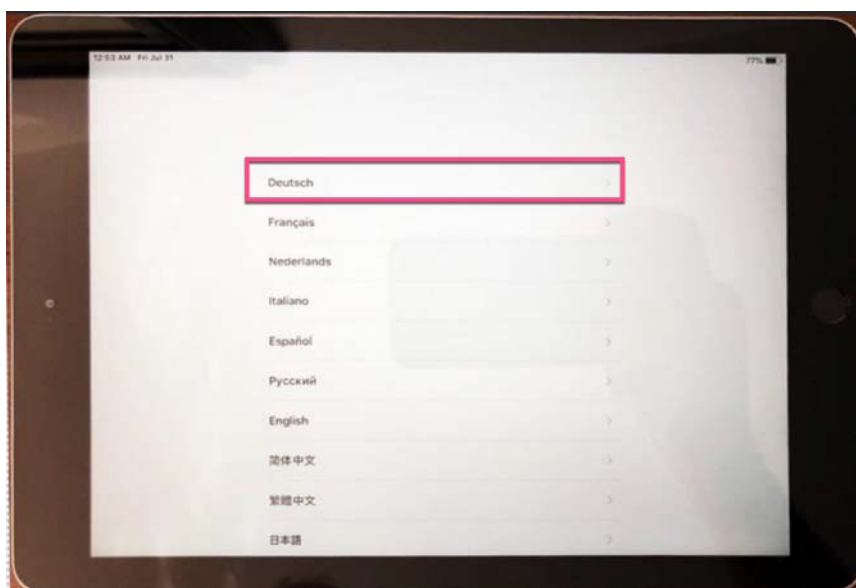 12:53 AM Fri Jul 31
77%
Deutsch
Français
Nederlands
Italiano
Español
Русский
English
简体中文
繁體中文
日本語